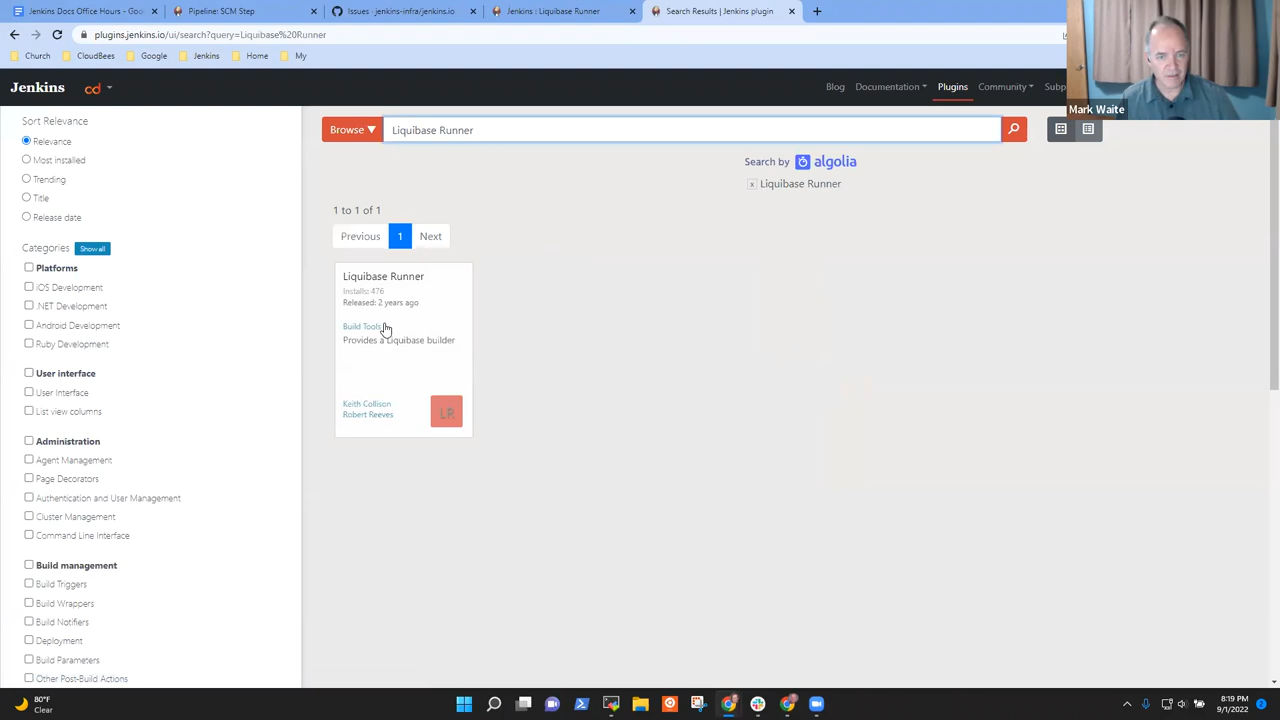 Jenkins Docs Office Hours - Goo
Pipeline: SCM Step
Issues · jenkins-infra/jenkins.io
Jenkins : Liquibase Runner
Search Results | Jenkins plugin
plugins.jenkins.io/ui/search?query=Liquibase%20Runner
Church
CloudBees
Google
Jenkins
Home
My
Mark Waite
Jenkins
cd
Blog
Documentation
Plugins
Community
Sort Relevance
Relevance
Most installed
Trending
Title
Release date
Categories
Show all
Platforms
iOS Development
.NET Development
Android Development
Ruby Development
User interface
User Interface
List view columns
Administration
Agent Management
Page Decorators
Authentication and User Management
Cluster Management
Command Line Interface
Build management
Build Triggers
Build Wrappers
Build Notifiers
Deployment
Build Parameters
Other Post-Build Actions
Browse
Liquibase Runner
Search by algolia
x Liquibase Runner
1 to 1 of 1
Previous
1
Next
Liquibase Runner
Installs: 476
Released: 2 years ago
Build Tools
Provides a Liquibase builder
Keith Collison
Robert Reeves
LR
80°F
Clear
8:19 PM
9/1/2022
2